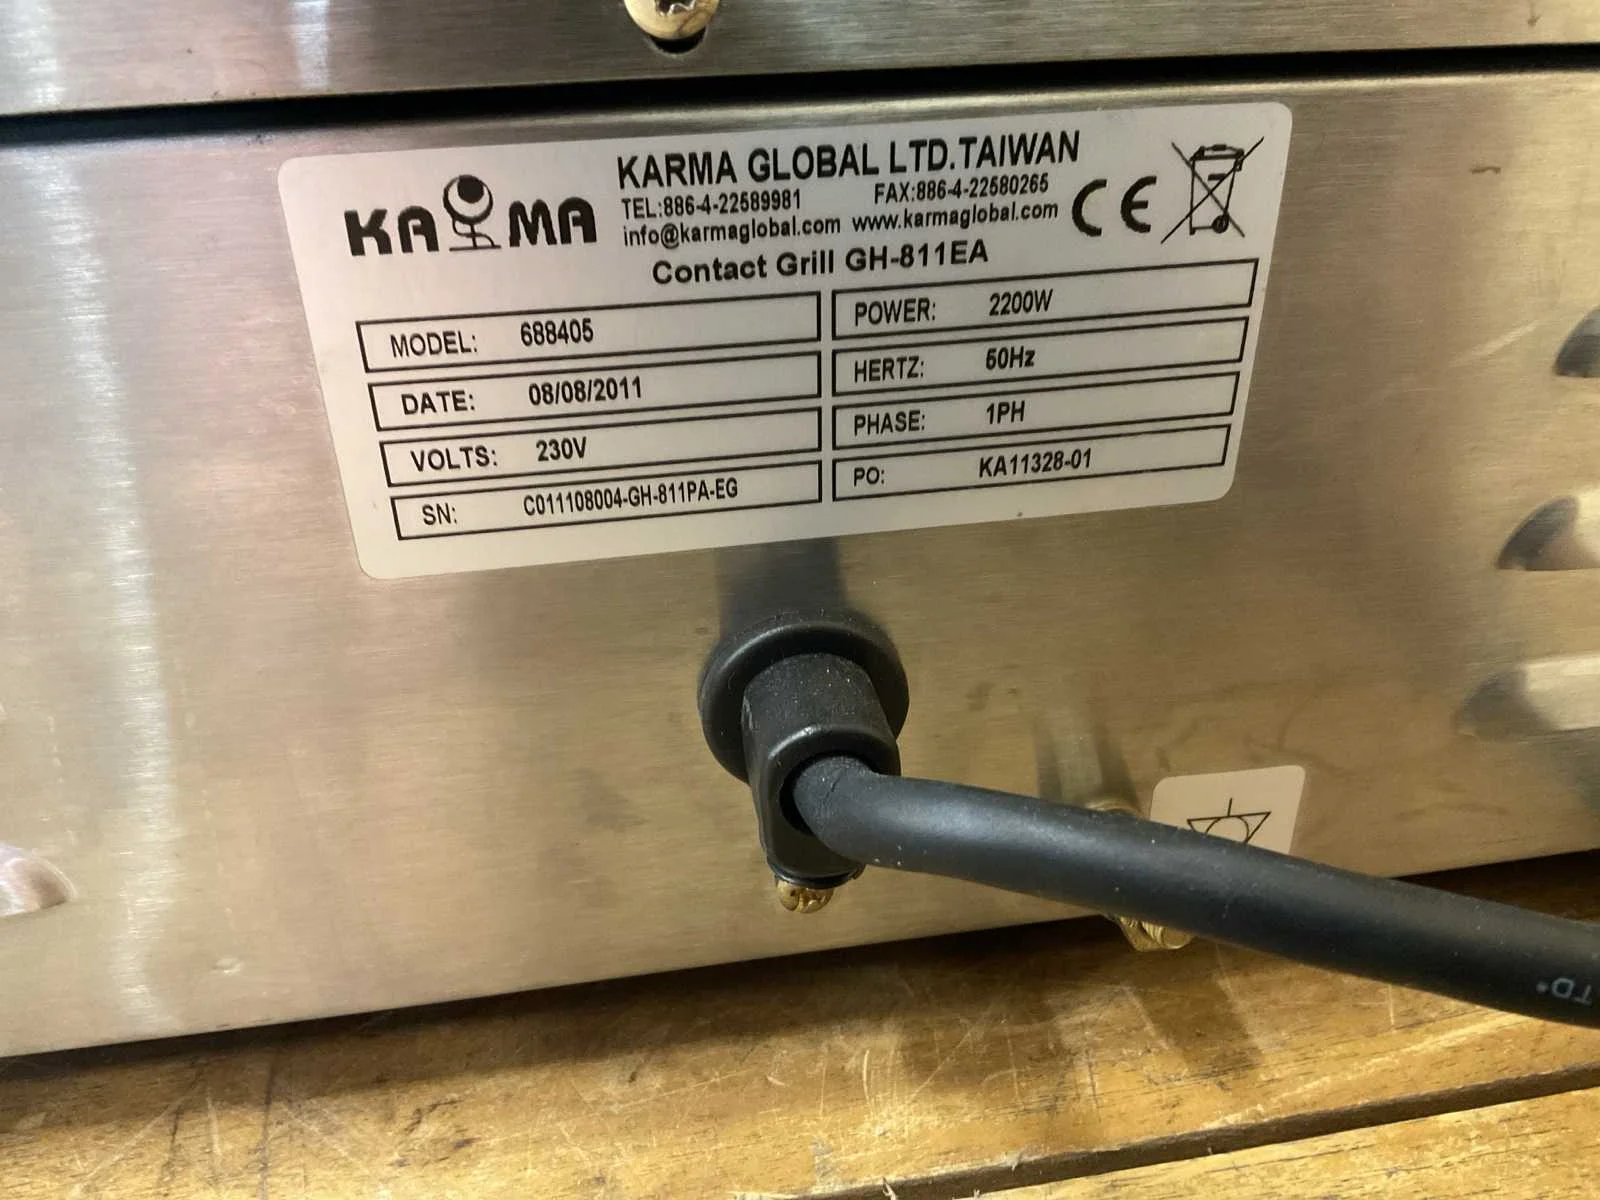 KARMA
KARMA GLOBAL LTD.TAIWAN
TEL:886-4-22589981 FAX:886-4-22580265
info@karmaglobal.com www.karmaglobal.com
CE
Contact Grill GH-811EA
MODEL: 688405
POWER: 2200W
DATE: 08/08/2011
HERTZ: 50Hz
VOLTS: 230V
PHASE: 1PH
SN: C011108004-GH-811PA-EG
PO: KA11328-01